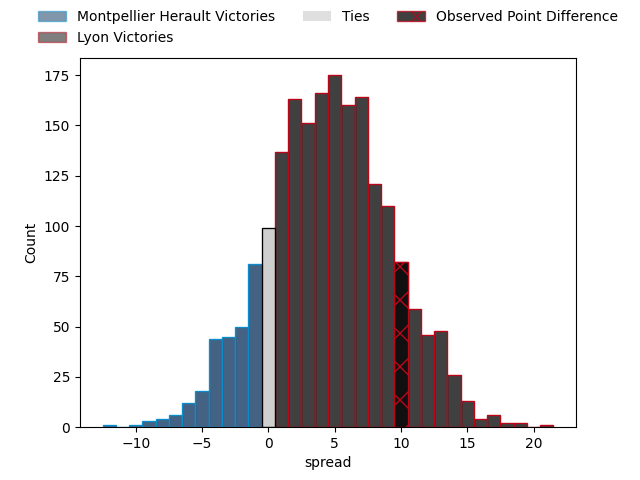 Montpellier Herault Victories
Ties
Observed Point Difference
Lyon Victories
175
150
125
100
75
50
25
0
Count
−10
−5
0
5
10
15
20
spread